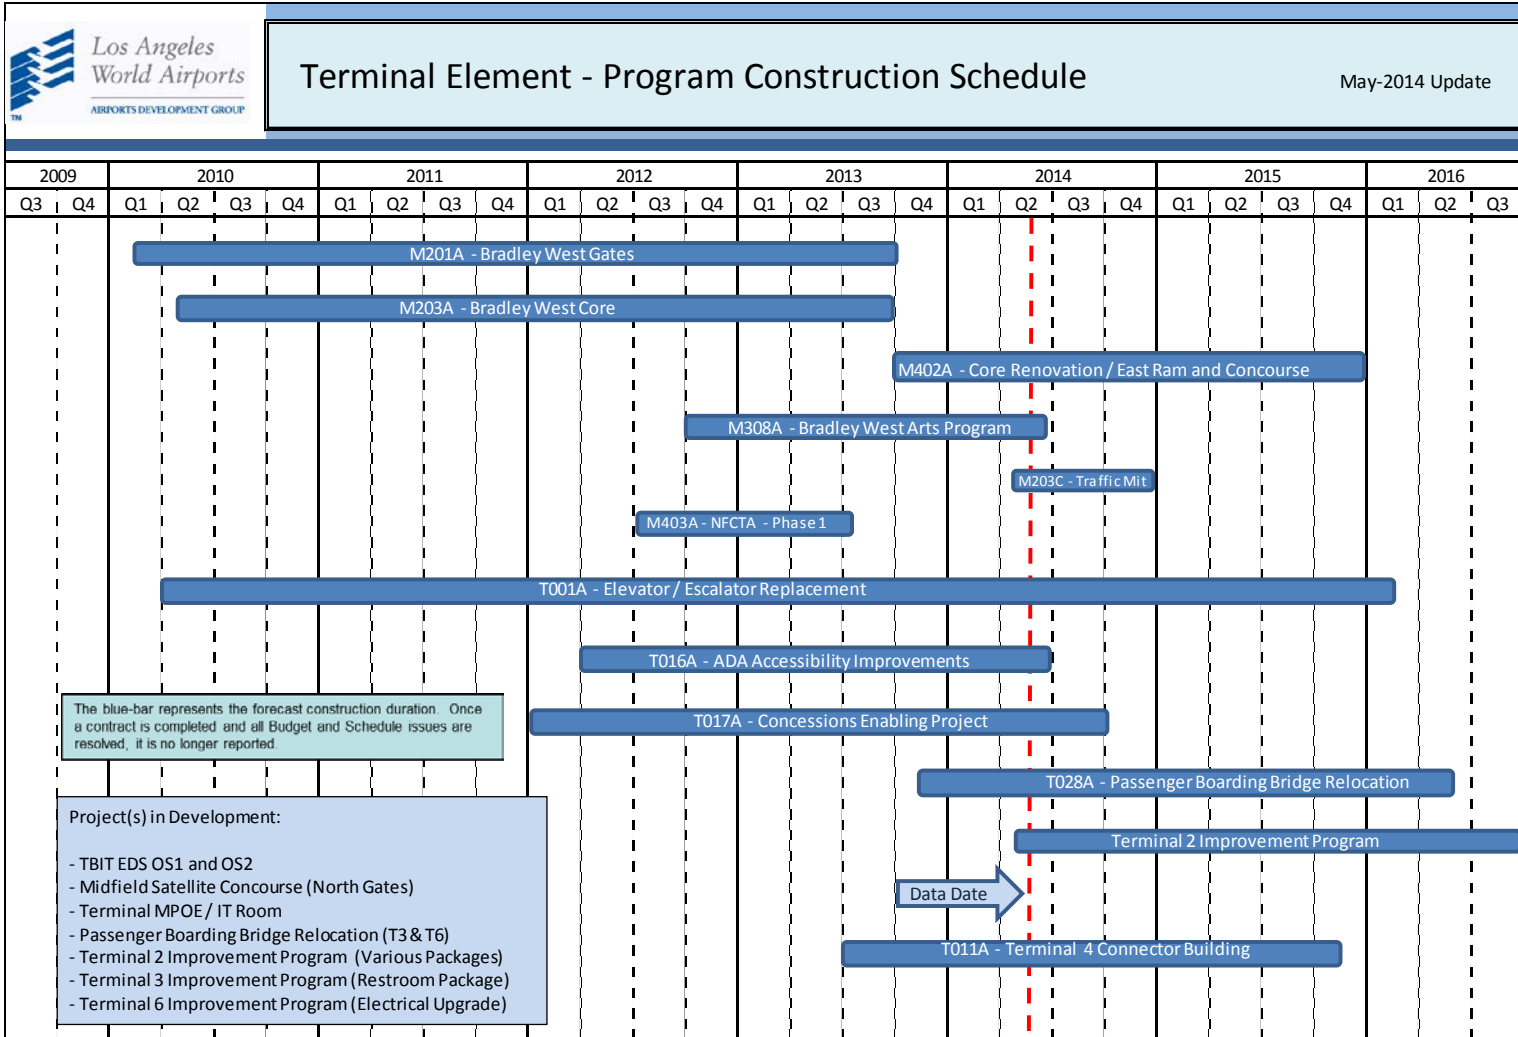 Los Angeles
World Airports
AIRPORTS DEVELOPMENT GROUP
TM
Terminal Element - Program Construction Schedule
May-2014 Update
2009 2010 2011 2012 2013 2014 2015 2016
Q3 Q4 Q1 Q2 Q3 Q4 Q1 Q2 Q3 Q4 Q1 Q2 Q3 Q4 Q1 Q2 Q3 Q4 Q1 Q2 Q3 Q4 Q1 Q2 Q3 Q4 Q1 Q2 Q3
M201A - Bradley West Gates
M203A - Bradley West Core
M402A - Core Renovation / East Ram and Concourse
M308A - Bradley West Arts Program
M203C - Traffic Mit
M403A - NFCTA - Phase 1
T001A - Elevator / Escalator Replacement
T016A - ADA Accessibility Improvements
T017A - Concessions Enabling Project
The blue-bar represents the forecast construction duration. Once
a contract is completed and all Budget and Schedule issues are
resolved, it is no longer reported.
T028A - Passenger Boarding Bridge Relocation
Terminal 2 Improvement Program
Data Date
T011A - Terminal 4 Connector Building
Project(s) in Development:
- TBIT EDS OS1 and OS2
- Midfield Satellite Concourse (North Gates)
- Terminal MPOE / IT Room
- Passenger Boarding Bridge Relocation (T3 & T6)
- Terminal 2 Improvement Program (Various Packages)
- Terminal 3 Improvement Program (Restroom Package)
- Terminal 6 Improvement Program (Electrical Upgrade)